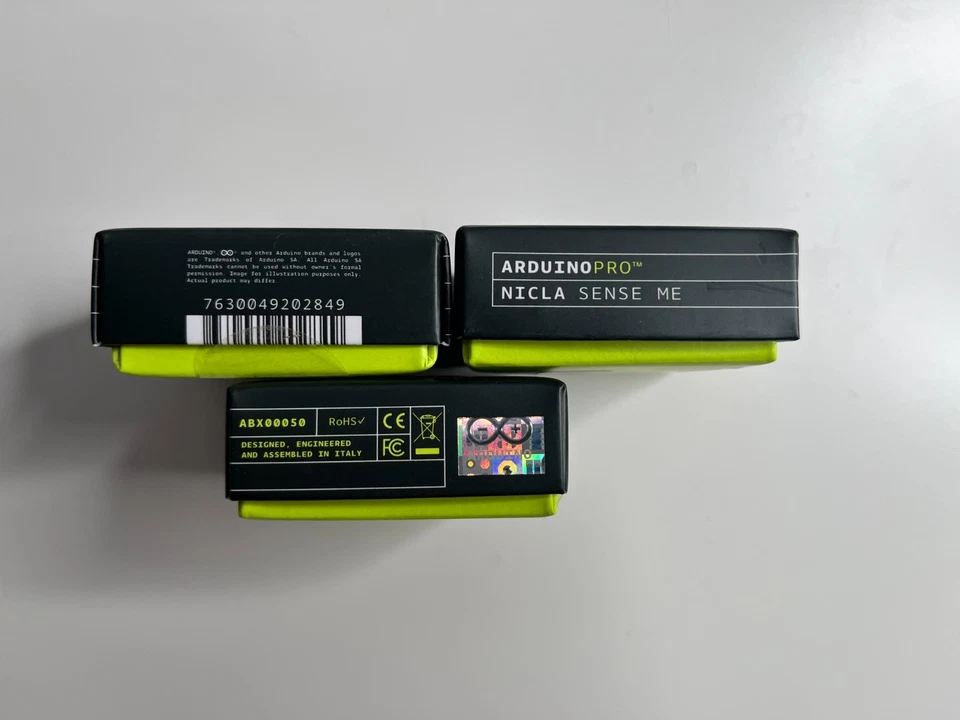 ARDUINO® ® and other Arduino brands and logos
are Trademarks of Arduino SA. All Arduino SA
Trademarks cannot be used without owner's formal
permission. Image for illustration purposes only.
Actual product may differ.
7630049202849
ARDUINOPRO™
NICLA SENSE ME
ABX00050
RoHS✓
CE
DESIGNED, ENGINEERED
AND ASSEMBLED IN ITALY
FC